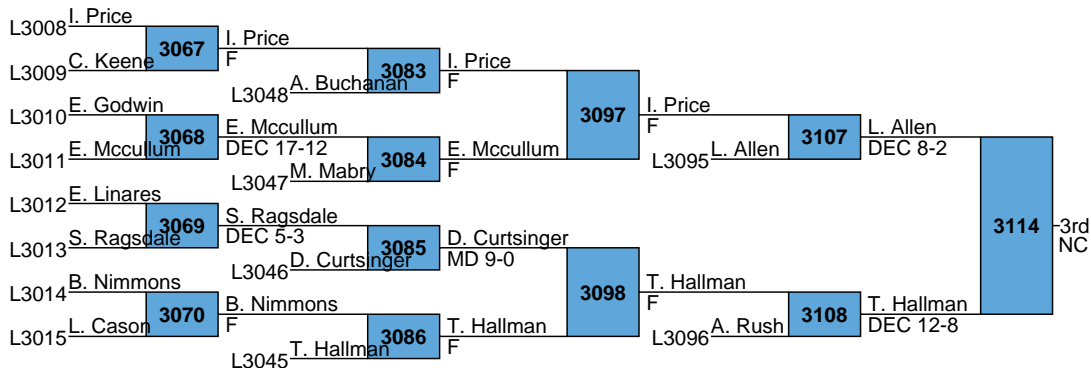 L3008 I. Price
3067
L3009 C. Keene
I. Price
F
3083
L3048 A. Buchanan
I. Price
F
L3010 E. Godwin
3068
L3011 E. Mccullum
E. Mccullum
DEC 17-12
3084
L3047 M. Mabry
E. Mccullum
F
3097
I. Price
F
L3095 L. Allen
3107
L. Allen
DEC 8-2
L3012 E. Linares
3069
L3013 S. Ragsdale
S. Ragsdale
DEC 5-3
3085
L3046 D. Curtsinger
D. Curtsinger
MD 9-0
L3014 B. Nimmons
3070
L3015 L. Cason
B. Nimmons
F
3086
L3045 T. Hallman
T. Hallman
F
3098
T. Hallman
F
L3096 A. Rush
3108
T. Hallman
DEC 12-8
3114
3rd
NC